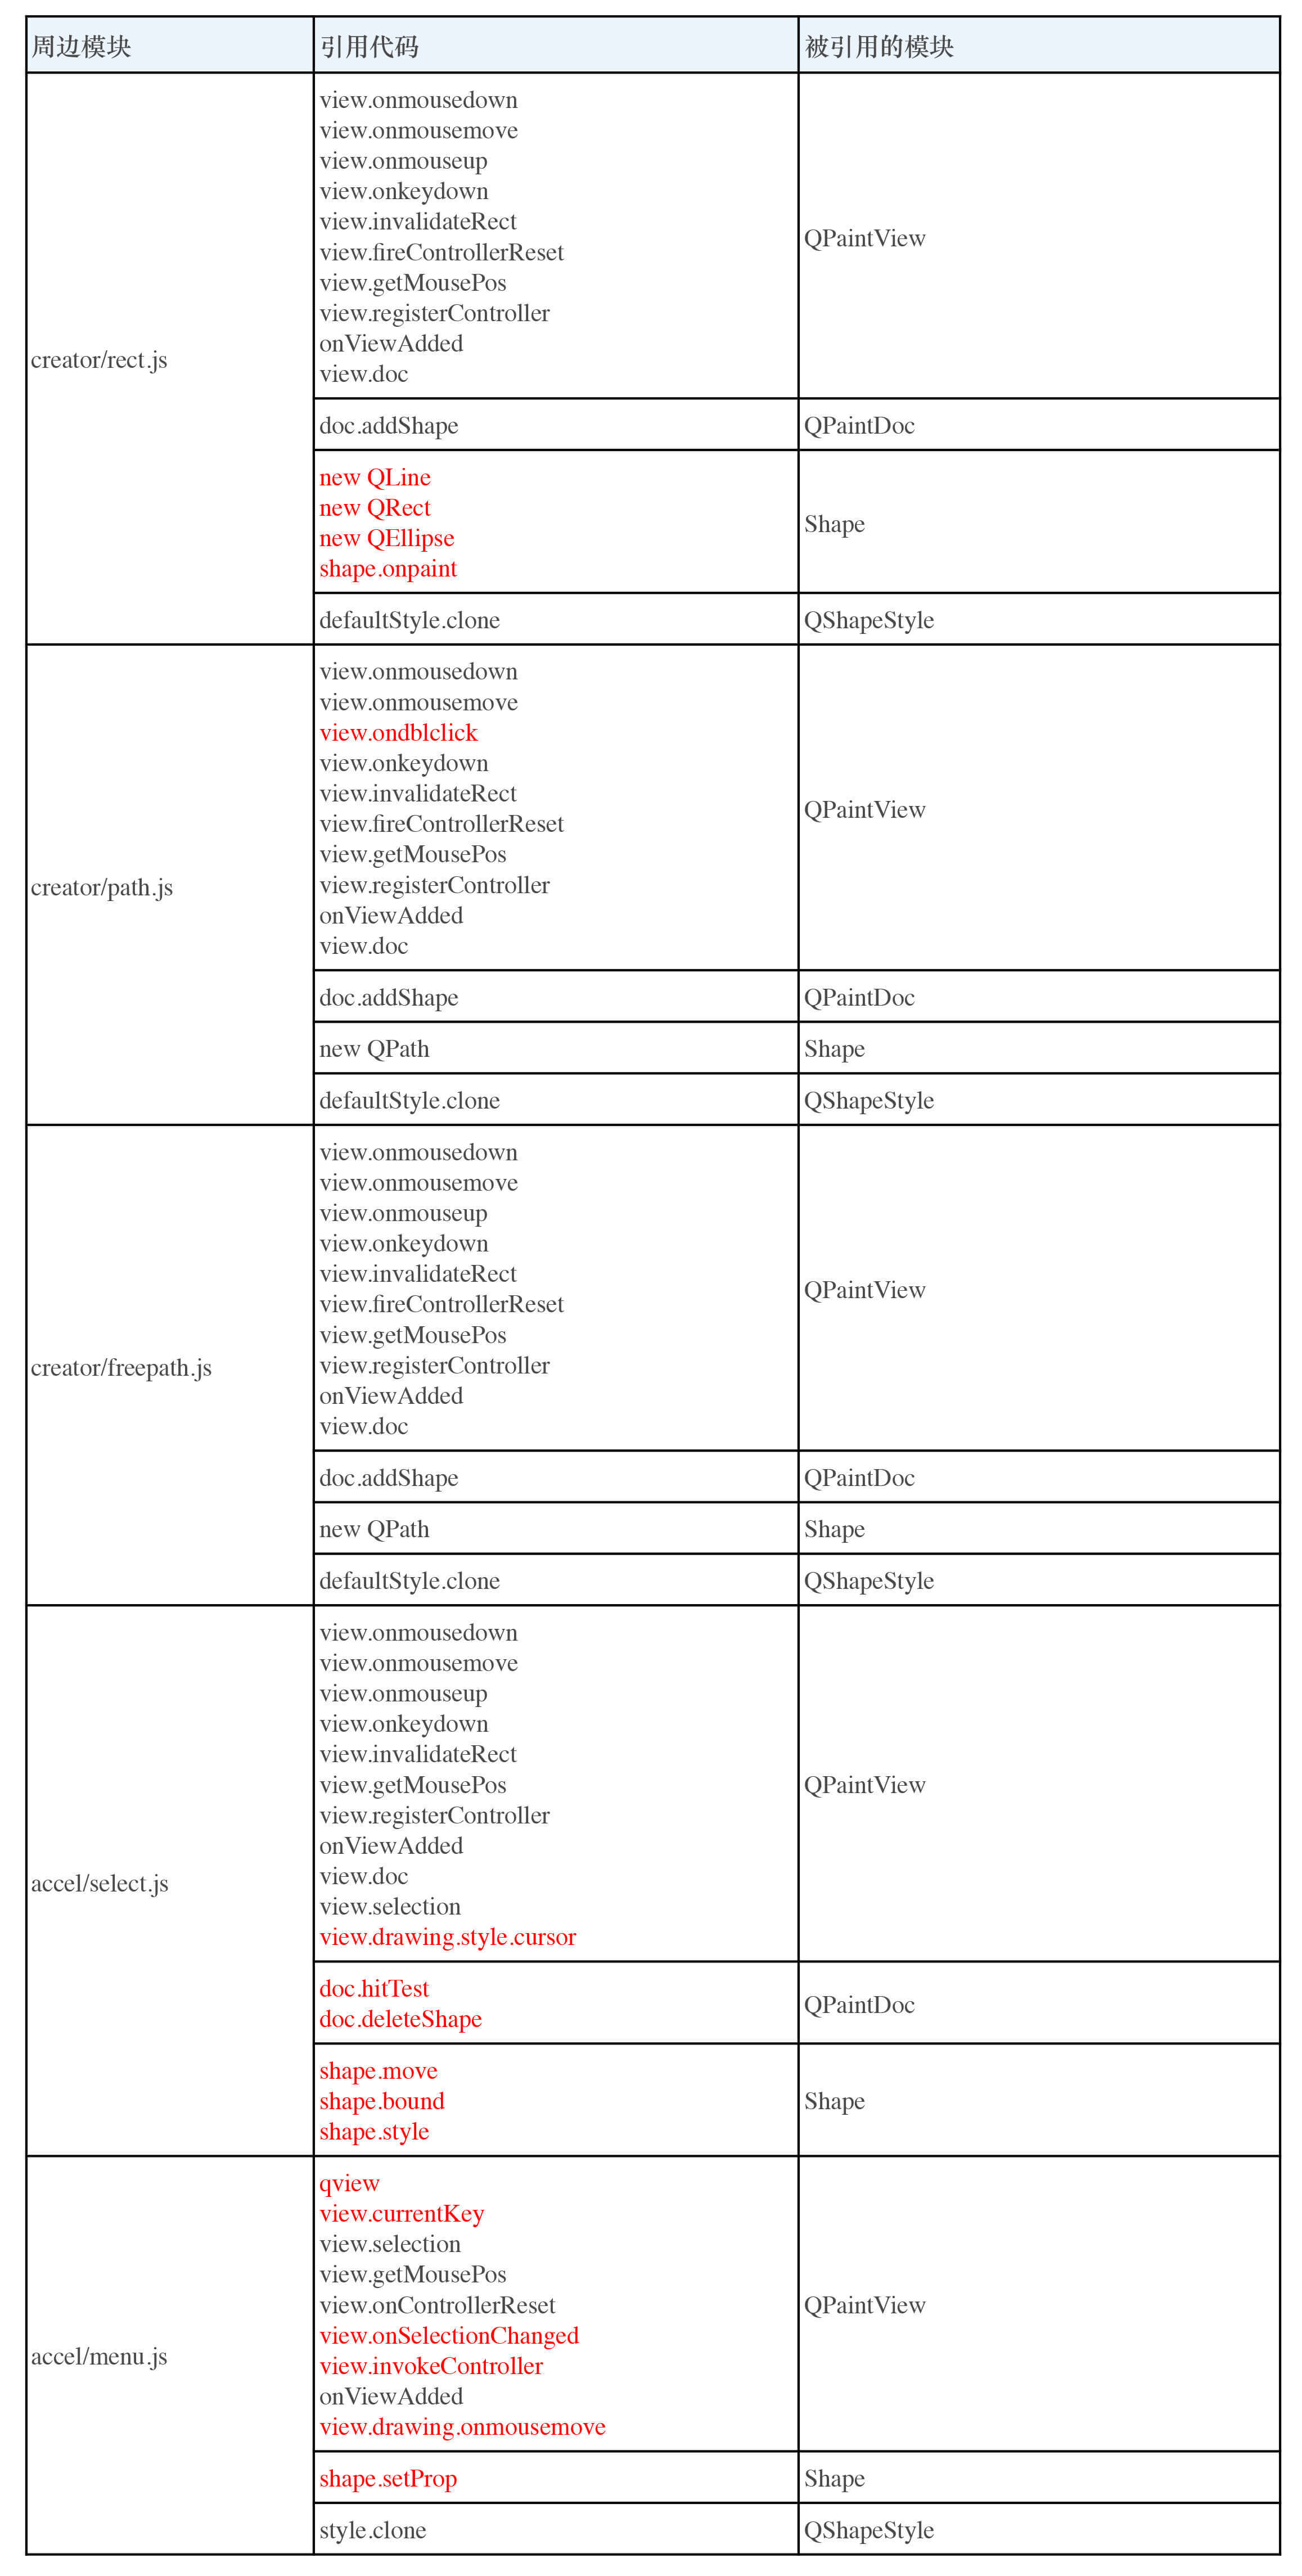 周边模块
引用代码
被引用的模块
creator/rect.js
view.onmousedown
view.onmousemove
view.onmouseup
view.onkeydown
view.invalidateRect
view.fireControllerReset
view.getMousePos
view.registerController
onViewAdded
view.doc
QPaintView
doc.addShape
QPaintDoc
new QLine
new QRect
new QEllipse
shape.onpaint
Shape
defaultStyle.clone
QShapeStyle
creator/path.js
view.onmousedown
view.onmousemove
view.ondblclick
view.onkeydown
view.invalidateRect
view.fireControllerReset
view.getMousePos
view.registerController
onViewAdded
view.doc
QPaintView
doc.addShape
QPaintDoc
new QPath
Shape
defaultStyle.clone
QShapeStyle
creator/freepath.js
view.onmousedown
view.onmousemove
view.onmouseup
view.onkeydown
view.invalidateRect
view.fireControllerReset
view.getMousePos
view.registerController
onViewAdded
view.doc
QPaintView
doc.addShape
QPaintDoc
new QPath
Shape
defaultStyle.clone
QShapeStyle
accel/select.js
view.onmousedown
view.onmousemove
view.onmouseup
view.onkeydown
view.invalidateRect
view.getMousePos
view.registerController
onViewAdded
view.doc
view.selection
view.drawing.style.cursor
QPaintView
doc.hitTest
doc.deleteShape
QPaintDoc
shape.move
shape.bound
shape.style
Shape
accel/menu.js
qview
view.currentKey
view.selection
view.getMousePos
view.onControllerReset
view.onSelectionChanged
view.invokeController
onViewAdded
view.drawing.onmousemove
QPaintView
shape.setProp
Shape
style.clone
QShapeStyle